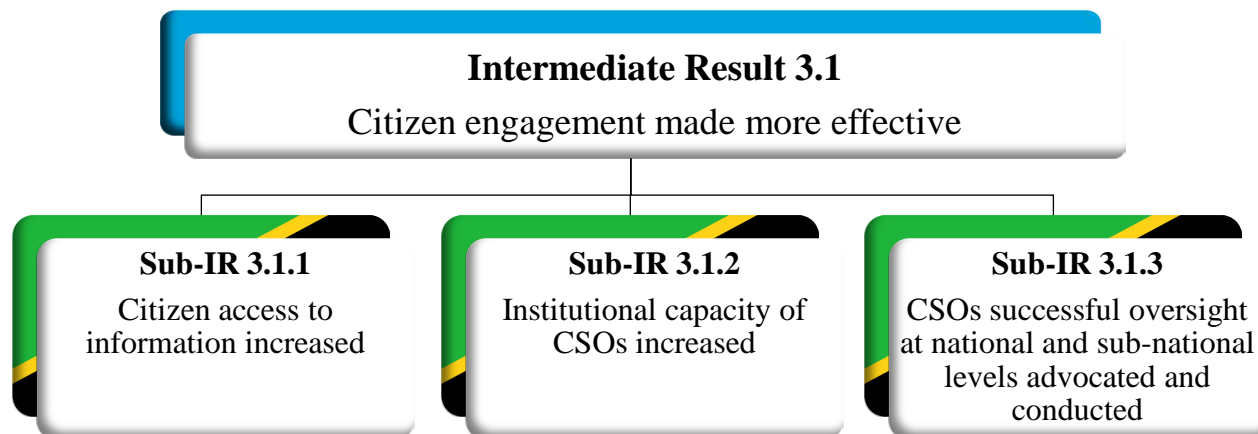 Intermediate Result 3.1
Citizen engagement made more effective
Sub-IR 3.1.1
Citizen access to
information increased
Sub-IR 3.1.2
Institutional capacity of
CSOs increased
Sub-IR 3.1.3
CSOs successful oversight
at national and sub-national
levels advocated and
conducted